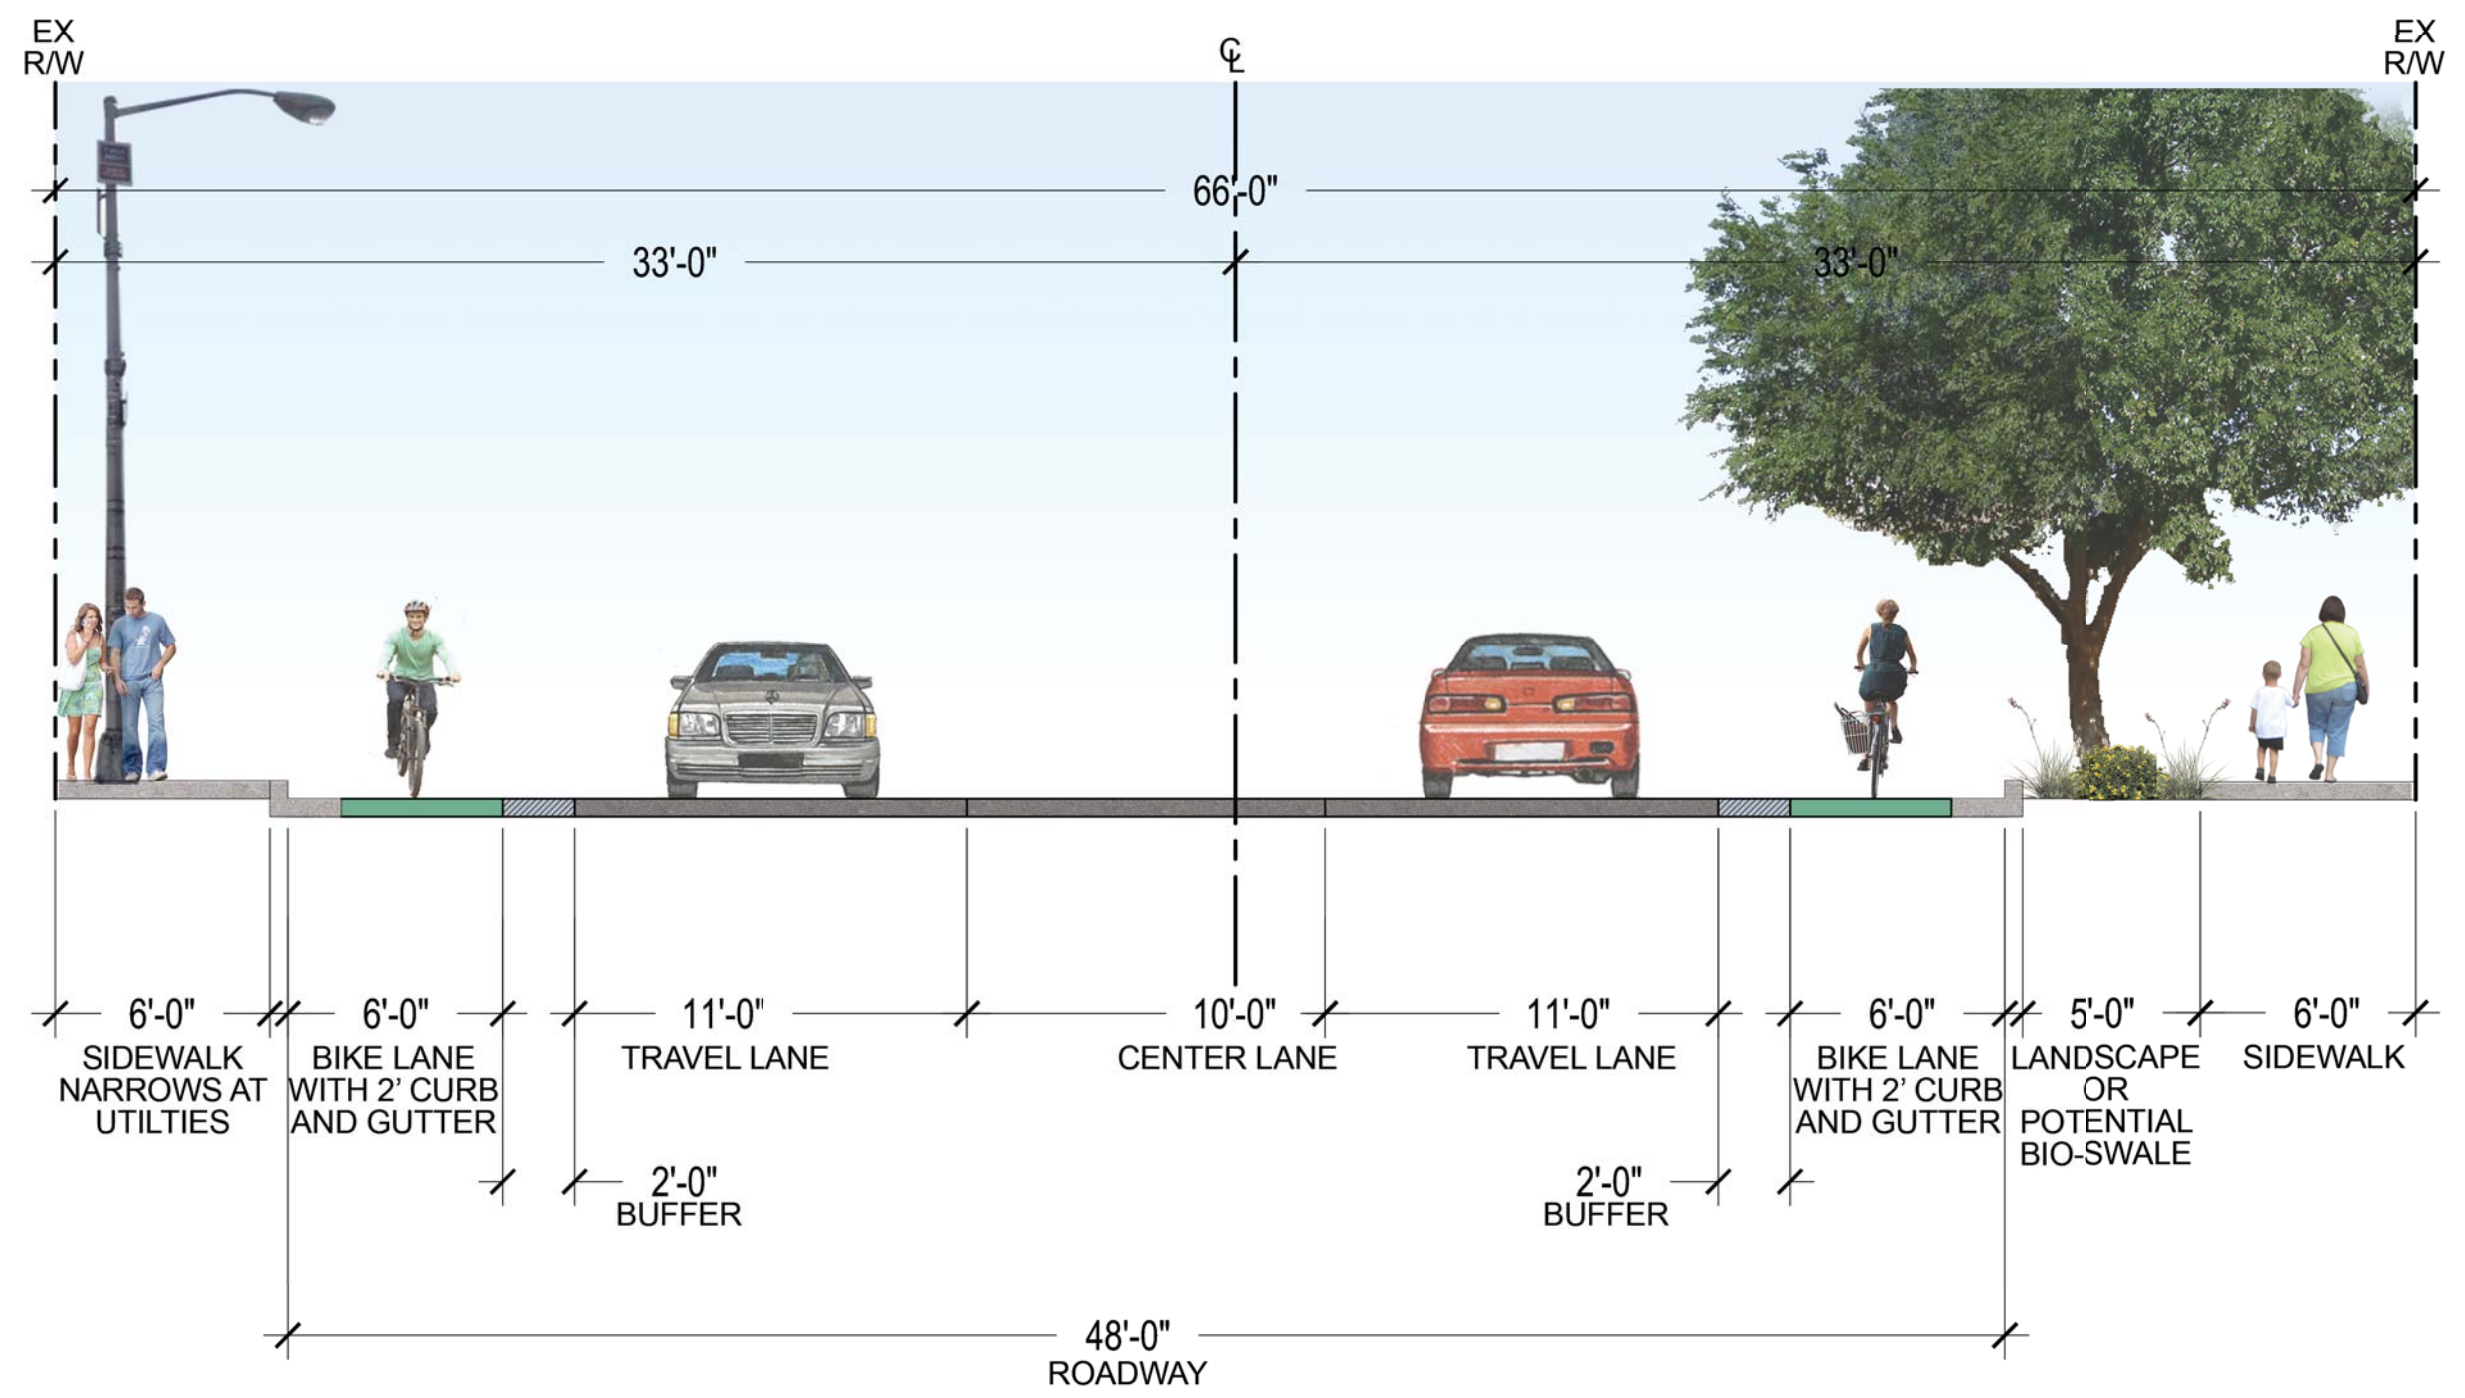 EX
R/W
℄
EX
R/W
66'-0"
33'-0"
33'-0"
6'-0"
6'-0"
11'-0"
10'-0"
11'-0"
6'-0"
5'-0"
6'-0"
SIDEWALK
NARROWS AT
UTILTIES
BIKE LANE
WITH 2’ CURB
AND GUTTER
TRAVEL LANE
CENTER LANE
TRAVEL LANE
BIKE LANE
WITH 2’ CURB
AND GUTTER
LANDSCAPE
OR
POTENTIAL
BIO-SWALE
SIDEWALK
2'-0"
BUFFER
2'-0"
BUFFER
48'-0"
ROADWAY